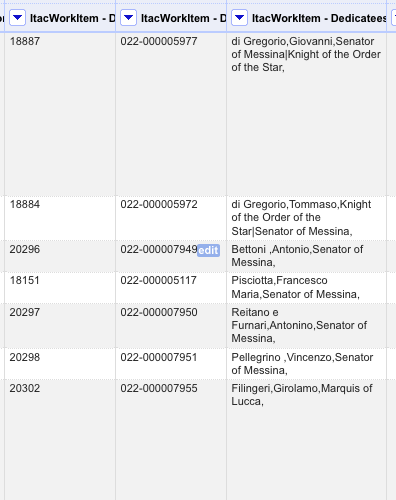 ItacWorkItem - D ItacWorkItem - D ItacWorkItem - Dedicatees
18887 022-000005977 di Gregorio,Giovanni,Senator
of Messina|Knight of the Order
of the Star,
18884 022-000005972 di Gregorio,Tommaso,Knight
of the Order of the
Star|Senator of Messina,
20296 022-000007949 edit Bettoni ,Antonio,Senator of
Messina,
18151 022-000005117 Pisciotta,Francesco
Maria,Senator of Messina,
20297 022-000007950 Reitano e
Furnari,Antonino,Senator of
Messina,
20298 022-000007951 Pellegrino ,Vincenzo,Senator
of Messina,
20302 022-000007955 Filingeri,Girolamo,Marquis of
Lucca,